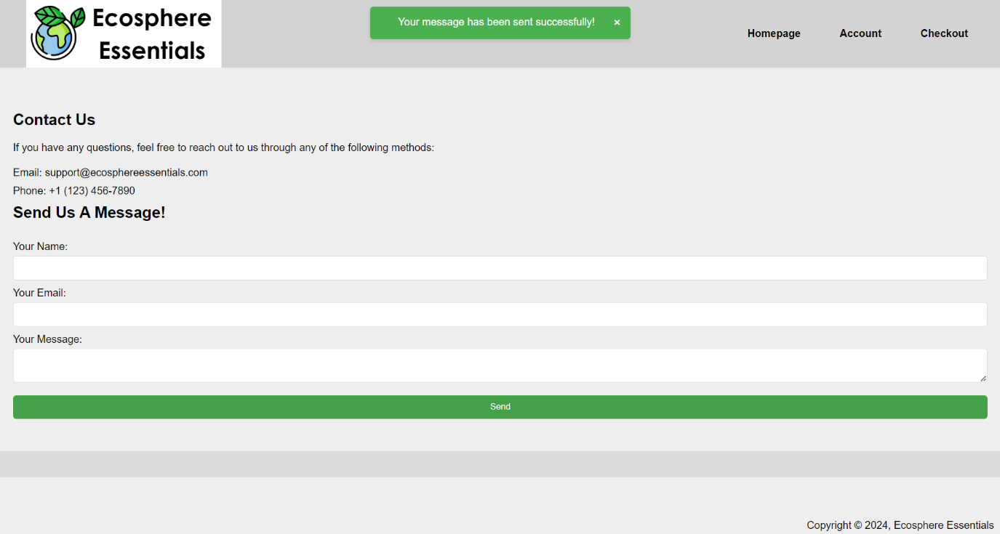 Ecosphere
Essentials
Your message has been sent successfully! ×
Homepage Account Checkout
Contact Us
If you have any questions, feel free to reach out to us through any of the following methods:
Email: support@ecosphereessentials.com
Phone: +1 (123) 456-7890
Send Us A Message!
Your Name:
Your Email:
Your Message:
Send
Copyright © 2024, Ecosphere Essentials